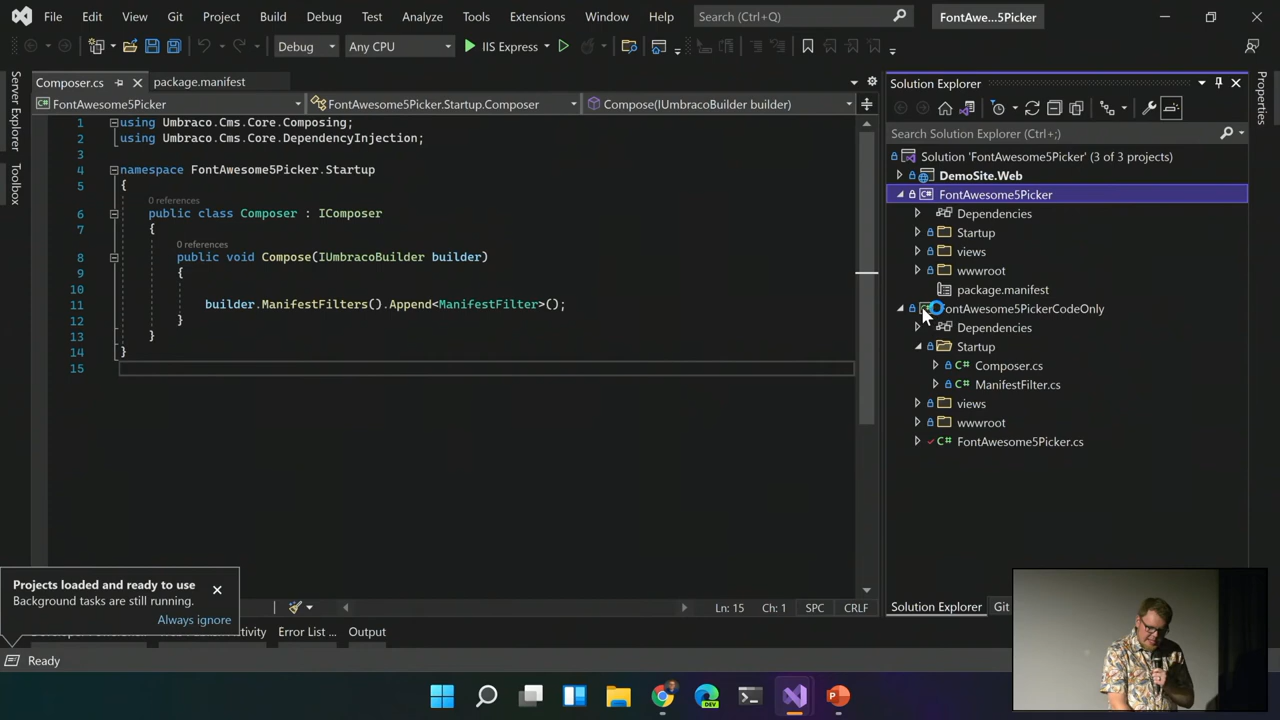 File Edit View Git Project Build Debug Test Analyze Tools Extensions Window Help Search (Ctrl+Q) FontAwe...5Picker
Debug Any CPU IIS Express
Composer.cs package.manifest
FontAwesome5Picker FontAwesome5Picker.Startup.Composer Compose(IUmbracoBuilder builder)
1 using Umbraco.Cms.Core.Composing;
2 using Umbraco.Cms.Core.DependencyInjection;
3
4 namespace FontAwesome5Picker.Startup
5 {
0 references
6 public class Composer : IComposer
7 {
0 references
8 public void Compose(IUmbracoBuilder builder)
9 {
10
11 builder.ManifestFilters().Append<ManifestFilter>();
12 }
13 }
14 }
15
Server Explorer
Toolbox
Solution Explorer
Search Solution Explorer (Ctrl+;)
Solution 'FontAwesome5Picker' (3 of 3 projects)
DemoSite.Web
FontAwesome5Picker
Dependencies
Startup
views
wwwroot
package.manifest
ontAwesome5PickerCodeOnly
Dependencies
Startup
C# Composer.cs
C# ManifestFilter.cs
views
wwwroot
C# FontAwesome5Picker.cs
Properties
Projects loaded and ready to use
Background tasks are still running.
Always ignore
Ln: 15 Ch: 1 SPC CRLF
Solution Explorer Git
Error List ... Output
Ready
DEV